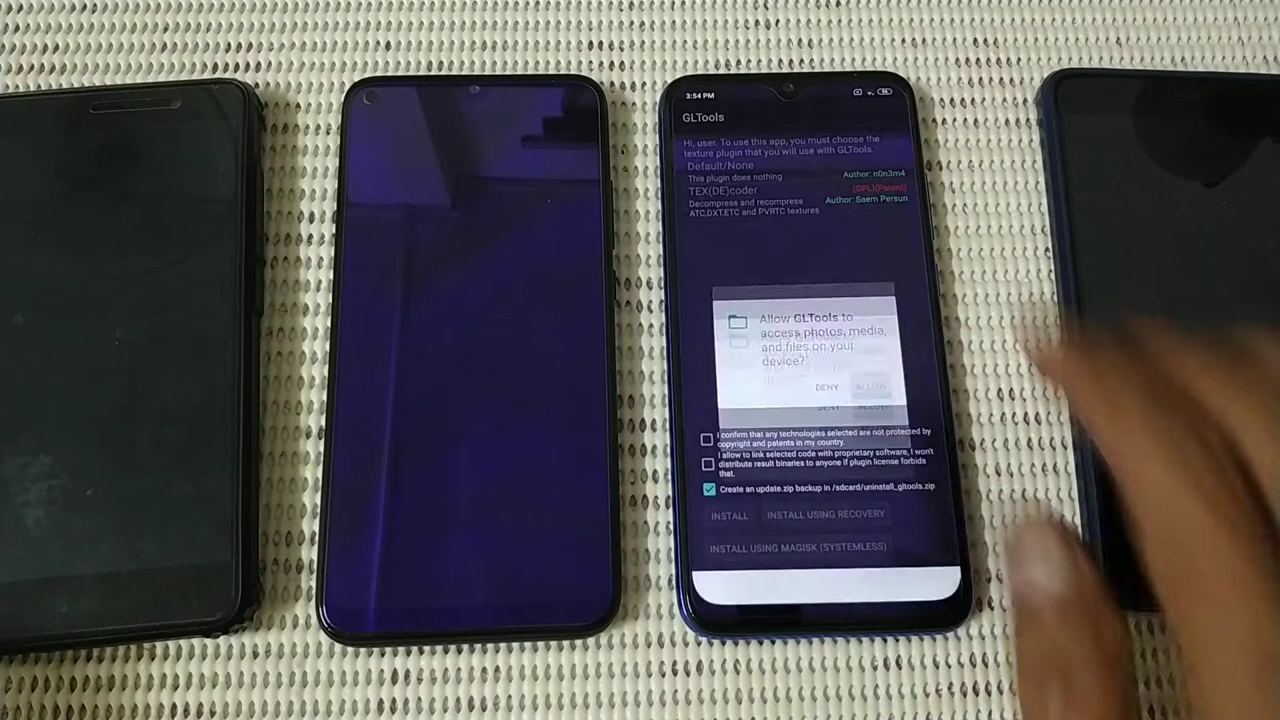 3:54 PM
98
GLTools
Hi, user. To use this app, you must choose the
texture plugin that you will use with GLTools.
Default/None
This plugin does nothing
Author: n0n3m4
TEX(DE)coder
(GPL)(Patent)
Decompress and recompress
ATC,DXT,ETC and PVRTC textures
Author: Saem Persun
Allow GLTools to
access photos, media,
and files on your
device?
DENY ALLOW
DENY ALLOW
I confirm that any technologies selected are not protected by
copyright and patents in my country.
I allow to link selected code with proprietary software, I won't
distribute result binaries to anyone if plugin license forbids
that.
Create an update.zip backup in /sdcard/uninstall_gltools.zip
INSTALL INSTALL USING RECOVERY
INSTALL USING MAGISK (SYSTEMLESS)